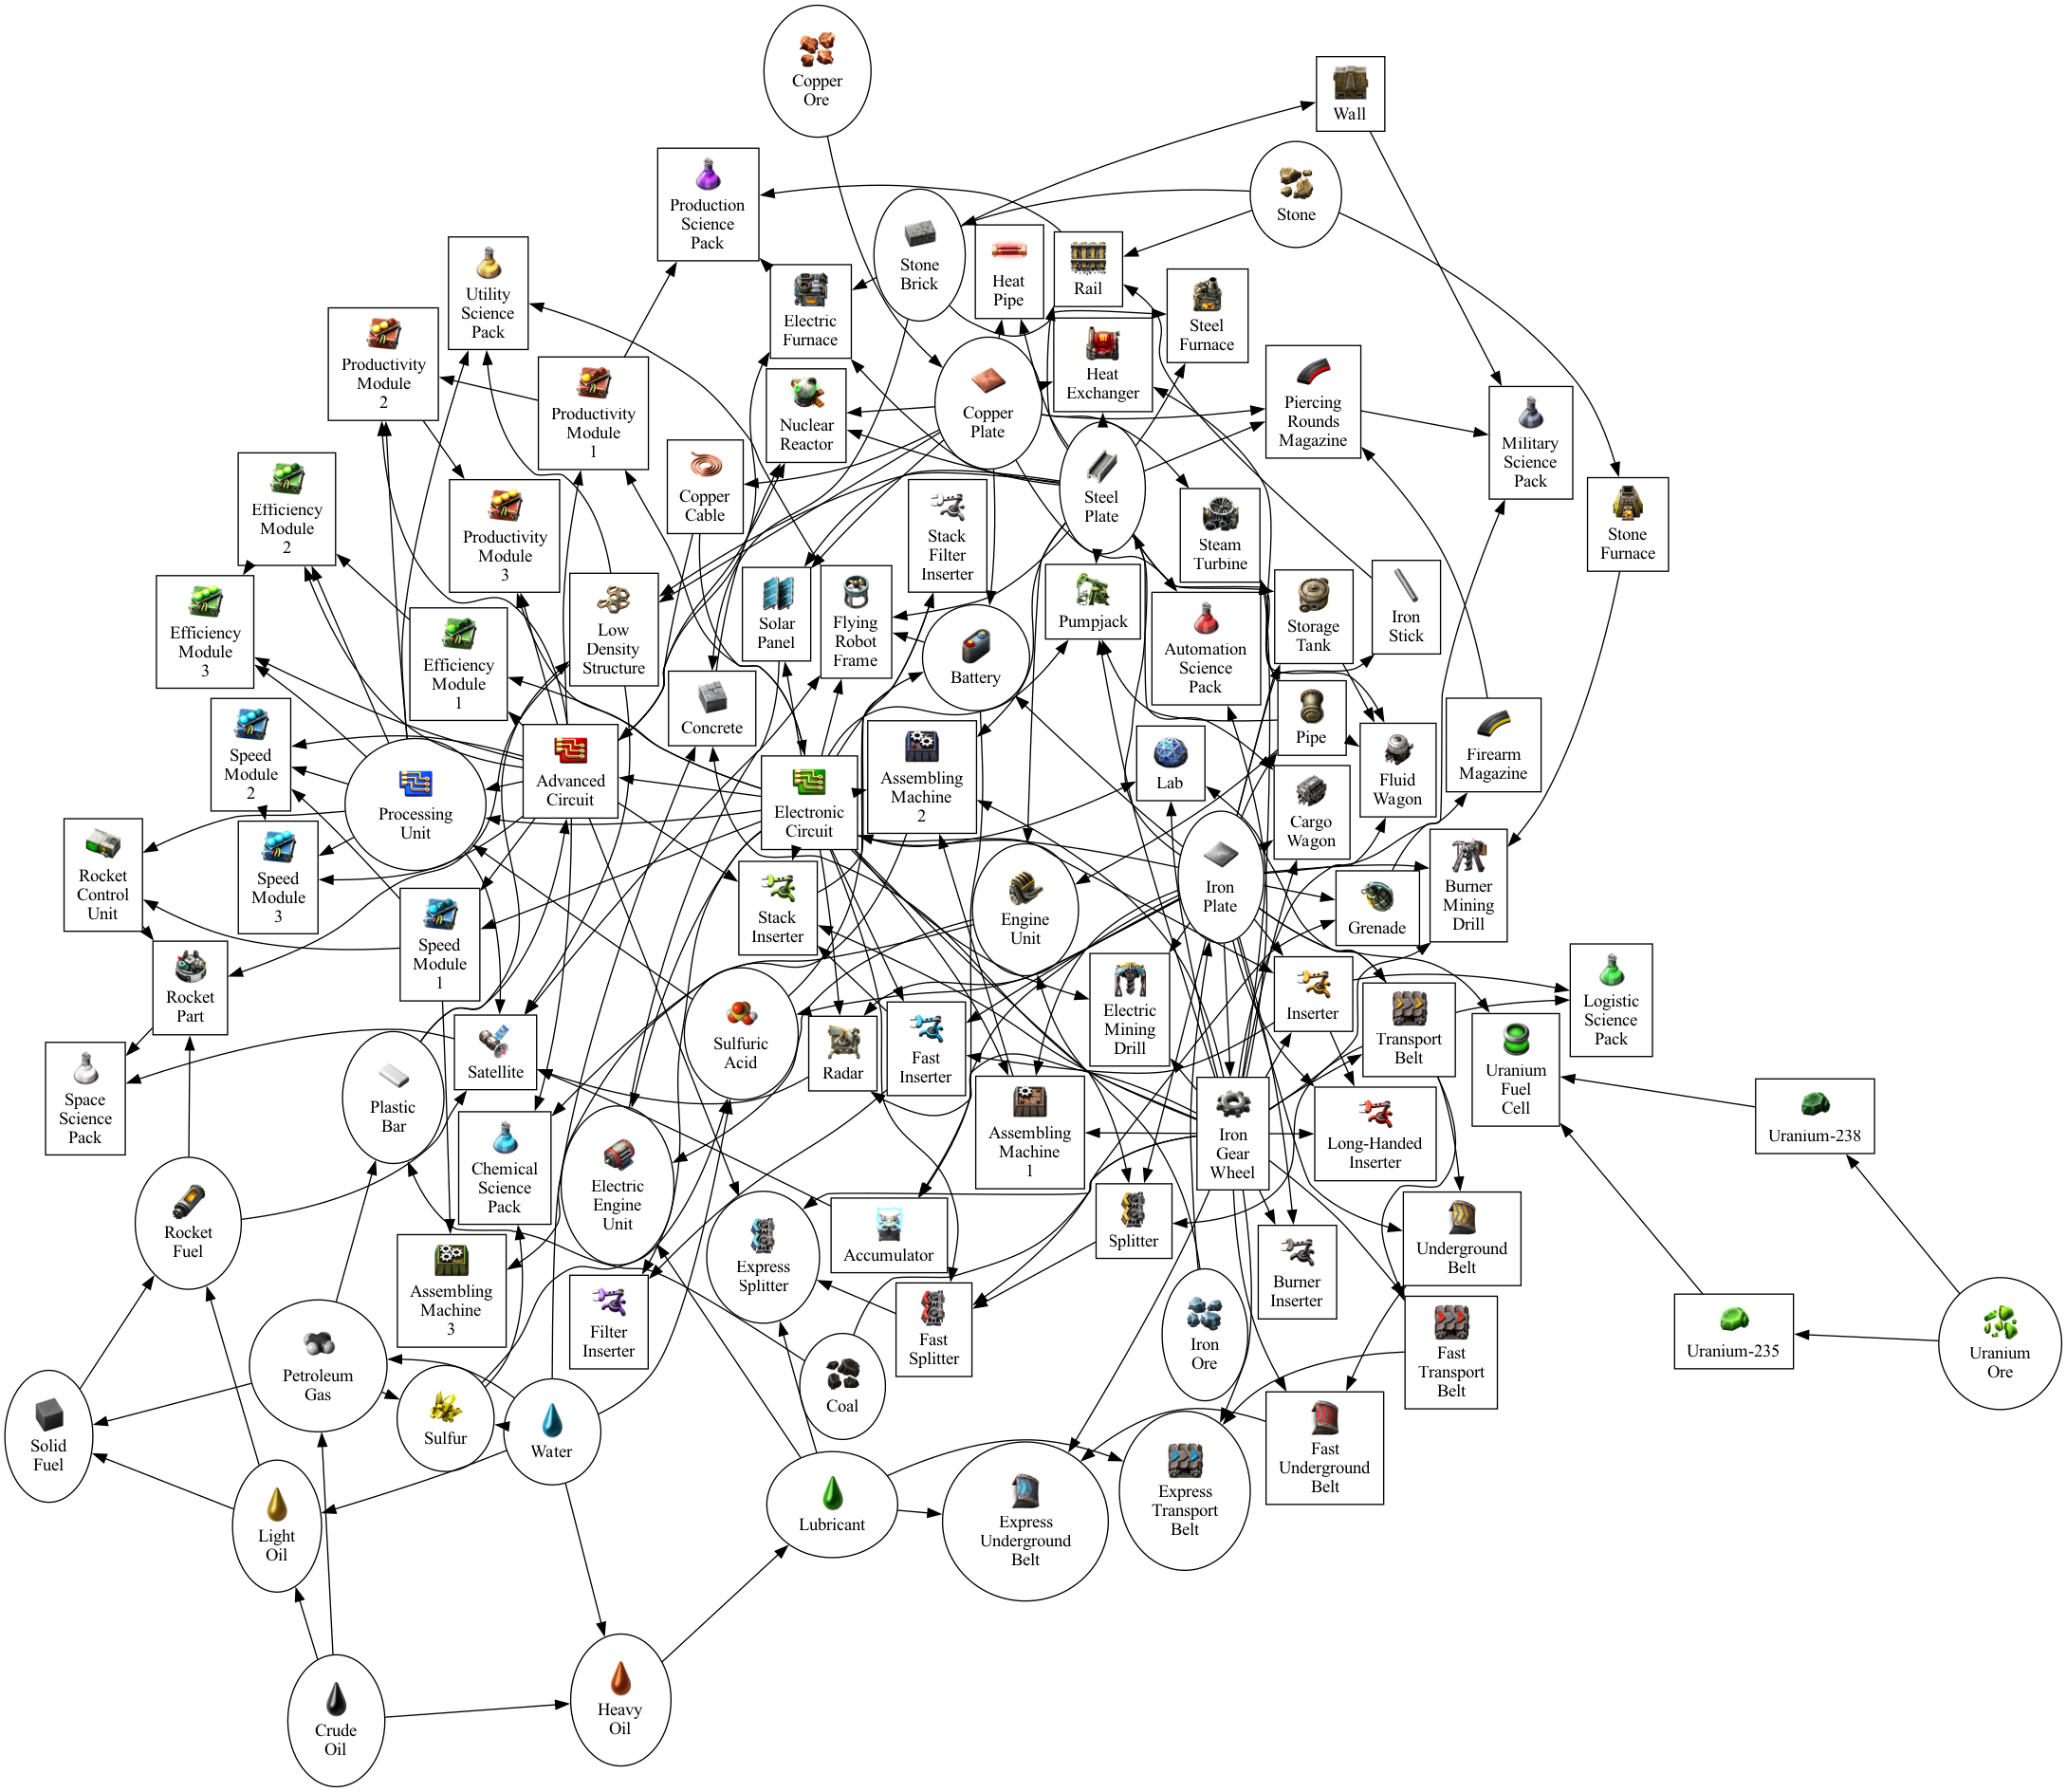 Copper
Ore
Wall
Production
Science
Pack
Stone
Stone
Brick
Heat
Pipe
Rail
Utility
Science
Pack
Electric
Furnace
Steel
Furnace
Productivity
Module
2
Productivity
Module
1
Nuclear
Reactor
Copper
Plate
Heat
Exchanger
Piercing
Rounds
Magazine
Military
Science
Pack
Efficiency
Module
2
Productivity
Module
3
Copper
Cable
Stack
Filter
Inserter
Steel
Plate
Steam
Turbine
Stone
Furnace
Efficiency
Module
3
Efficiency
Module
1
Low
Density
Structure
Solar
Panel
Flying
Robot
Frame
Battery
Pumpjack
Automation
Science
Pack
Storage
Tank
Iron
Stick
Speed
Module
2
Processing
Unit
Advanced
Circuit
Concrete
Electronic
Circuit
Assembling
Machine
2
Lab
Pipe
Fluid
Wagon
Firearm
Magazine
Rocket
Control
Unit
Speed
Module
3
Speed
Module
1
Stack
Inserter
Engine
Unit
Iron
Plate
Cargo
Wagon
Grenade
Burner
Mining
Drill
Rocket
Part
Satellite
Sulfuric
Acid
Radar
Fast
Inserter
Electric
Mining
Drill
Inserter
Transport
Belt
Logistic
Science
Pack
Uranium
Fuel
Cell
Space
Science
Pack
Plastic
Bar
Chemical
Science
Pack
Electric
Engine
Unit
Assembling
Machine
1
Iron
Gear
Wheel
Long-Handed
Inserter
Uranium-238
Rocket
Fuel
Assembling
Machine
3
Filter
Inserter
Express
Splitter
Accumulator
Splitter
Burner
Inserter
Underground
Belt
Petroleum
Gas
Fast
Splitter
Iron
Ore
Fast
Transport
Belt
Uranium-235
Uranium
Ore
Solid
Fuel
Sulfur
Water
Coal
Fast
Underground
Belt
Light
Oil
Lubricant
Express
Underground
Belt
Express
Transport
Belt
Crude
Oil
Heavy
Oil